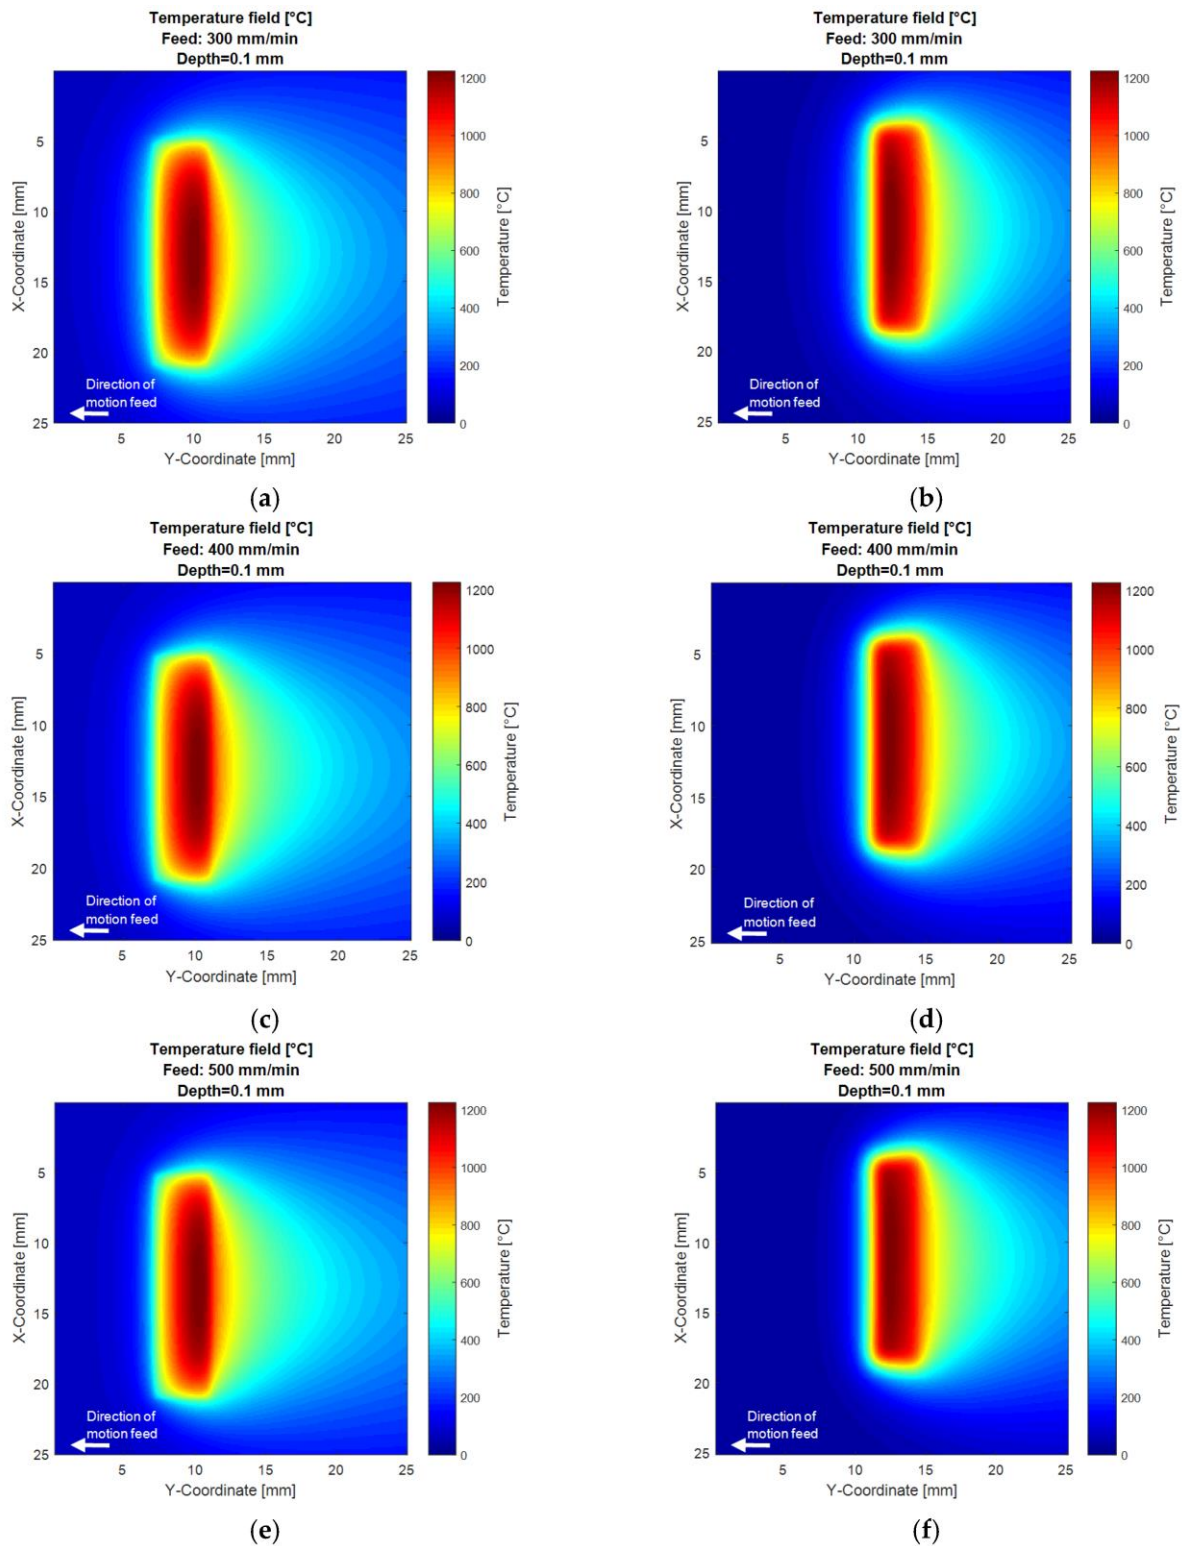 Temperature field [°C]
Feed: 300 mm/min
Depth=0.1 mm
1200
1000
800
600
400
200
0
Temperature [°C]
5
10
15
20
25
X-Coordinate [mm]
Direction of
motion feed
5 10 15 20 25
Y-Coordinate [mm]
(a)
Temperature field [°C]
Feed: 300 mm/min
Depth=0.1 mm
1200
1000
800
600
400
200
0
Temperature [°C]
5
10
15
20
25
X-Coordinate [mm]
Direction of
motion feed
5 10 15 20 25
Y-Coordinate [mm]
(b)
Temperature field [°C]
Feed: 400 mm/min
Depth=0.1 mm
1200
1000
800
600
400
200
0
Temperature [°C]
5
10
15
20
25
X-Coordinate [mm]
Direction of
motion feed
5 10 15 20 25
Y-Coordinate [mm]
(c)
Temperature field [°C]
Feed: 400 mm/min
Depth=0.1 mm
1200
1000
800
600
400
200
0
Temperature [°C]
5
10
15
20
25
X-Coordinate [mm]
Direction of
motion feed
5 10 15 20 25
Y-Coordinate [mm]
(d)
Temperature field [°C]
Feed: 500 mm/min
Depth=0.1 mm
1200
1000
800
600
400
200
0
Temperature [°C]
5
10
15
20
25
X-Coordinate [mm]
Direction of
motion feed
5 10 15 20 25
Y-Coordinate [mm]
(e)
Temperature field [°C]
Feed: 500 mm/min
Depth=0.1 mm
1200
1000
800
600
400
200
0
Temperature [°C]
5
10
15
20
25
X-Coordinate [mm]
Direction of
motion feed
5 10 15 20 25
Y-Coordinate [mm]
(f)